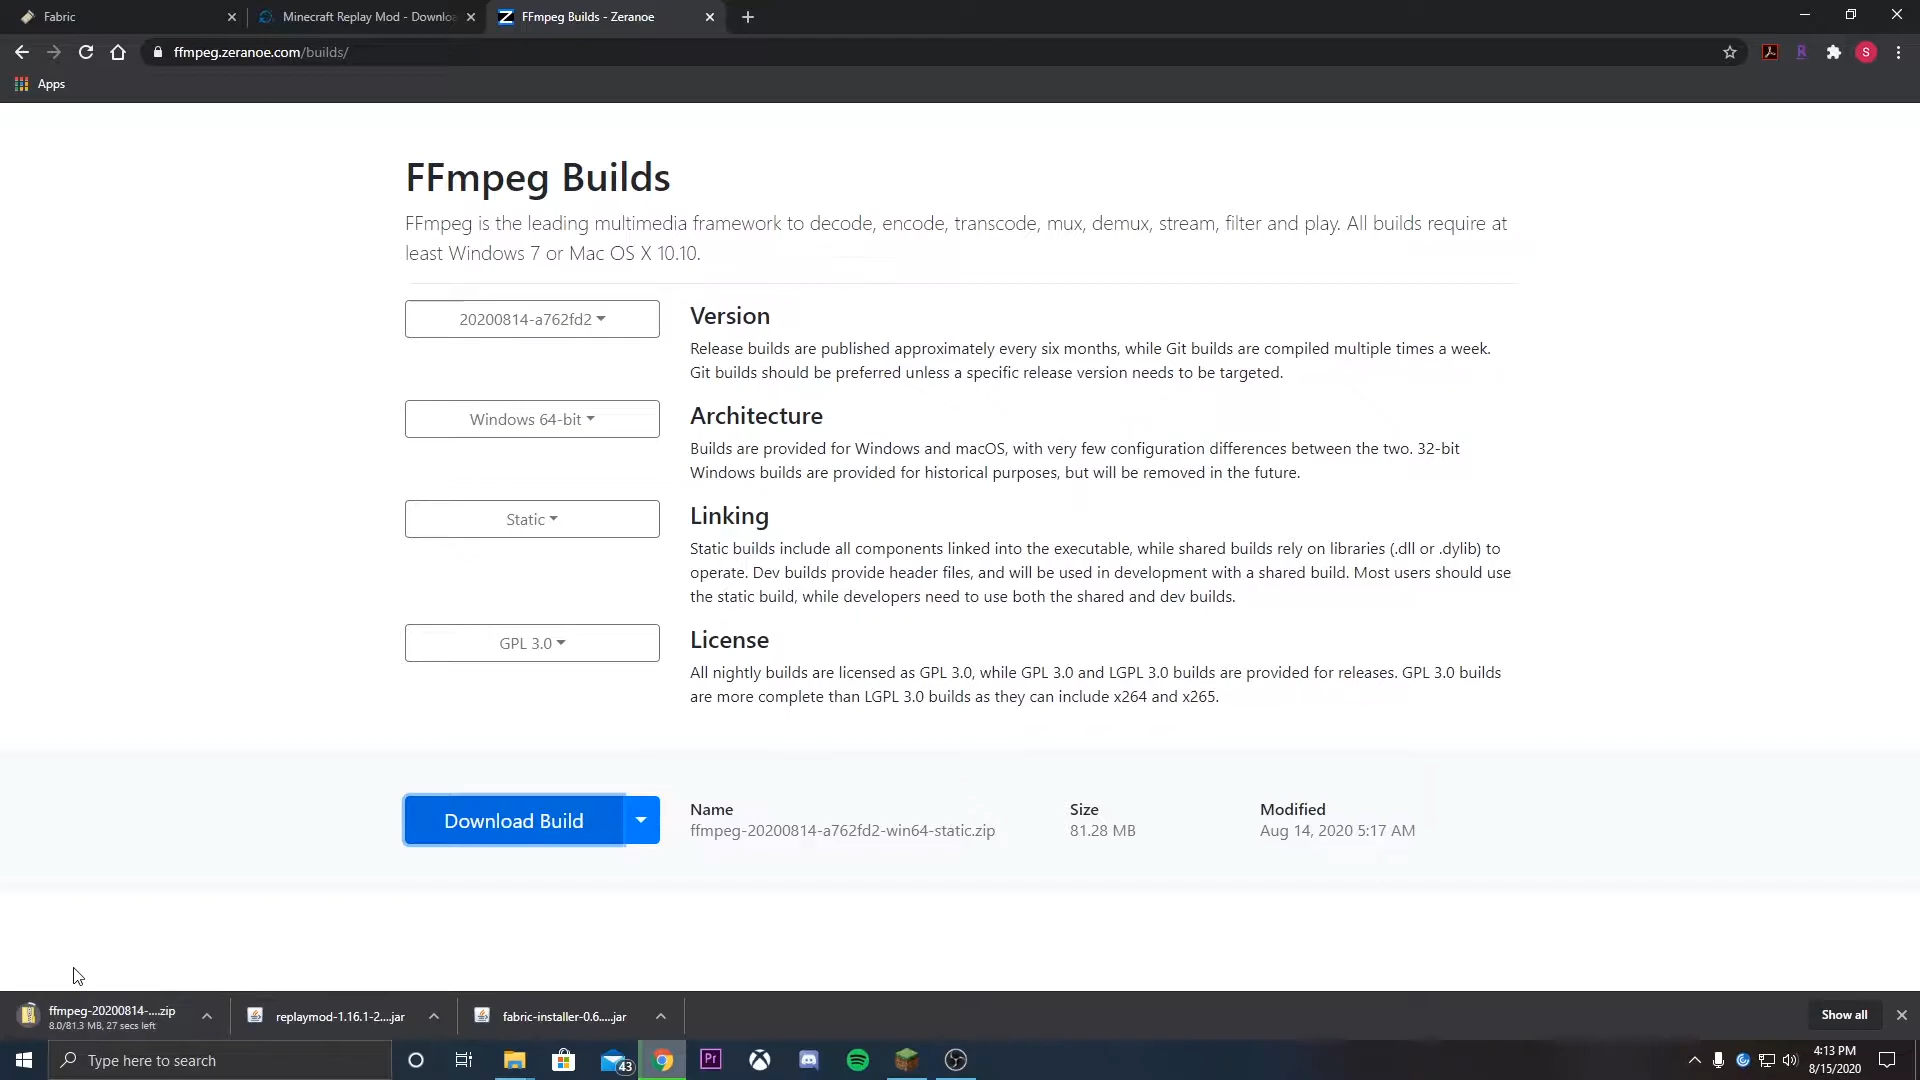 Fabric
Minecraft Replay Mod - Downloa
FFmpeg Builds - Zeranoe
ffmpeg.zeranoe.com/builds/
S
Apps
FFmpeg Builds
FFmpeg is the leading multimedia framework to decode, encode, transcode, mux, demux, stream, filter and play. All builds require at
least Windows 7 or Mac OS X 10.10.
20200814-a762fd2
Version
Release builds are published approximately every six months, while Git builds are compiled multiple times a week.
Git builds should be preferred unless a specific release version needs to be targeted.
Windows 64-bit
Architecture
Builds are provided for Windows and macOS, with very few configuration differences between the two. 32-bit
Windows builds are provided for historical purposes, but will be removed in the future.
Static
Linking
Static builds include all components linked into the executable, while shared builds rely on libraries (.dll or .dylib) to
operate. Dev builds provide header files, and will be used in development with a shared build. Most users should use
the static build, while developers need to use both the shared and dev builds.
GPL 3.0
License
All nightly builds are licensed as GPL 3.0, while GPL 3.0 and LGPL 3.0 builds are provided for releases. GPL 3.0 builds
are more complete than LGPL 3.0 builds as they can include x264 and x265.
Download Build
Name
ffmpeg-20200814-a762fd2-win64-static.zip
Size
81.28 MB
Modified
Aug 14, 2020 5:17 AM
ffmpeg-20200814-....zip
8.0/81.3 MB, 27 secs left
replaymod-1.16.1-2....jar
fabric-installer-0.6.....jar
Show all
Type here to search
43
Pr
4:13 PM
8/15/2020